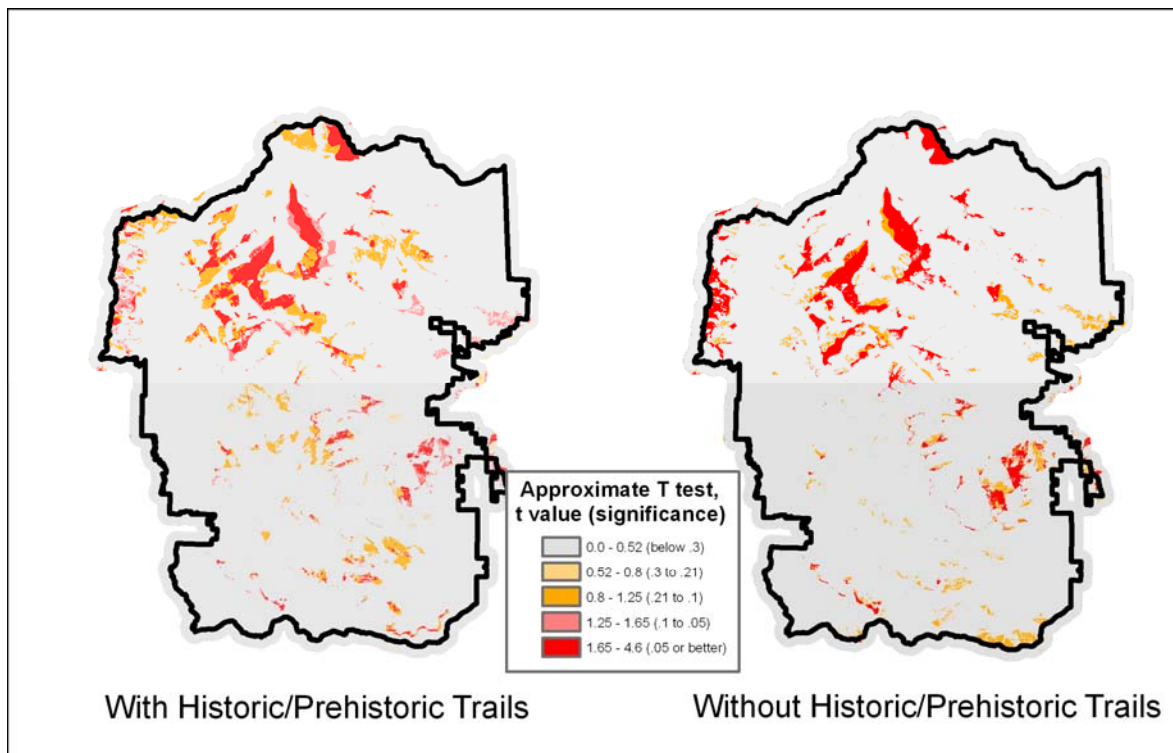 Approximate T test,
t value (significance)
0.0 - 0.52 (below .3)
0.52 - 0.8 (.3 to .21)
0.8 - 1.25 (.21 to .1)
1.25 - 1.65 (.1 to .05)
1.65 - 4.6 (.05 or better)
With Historic/Prehistoric Trails
Without Historic/Prehistoric Trails